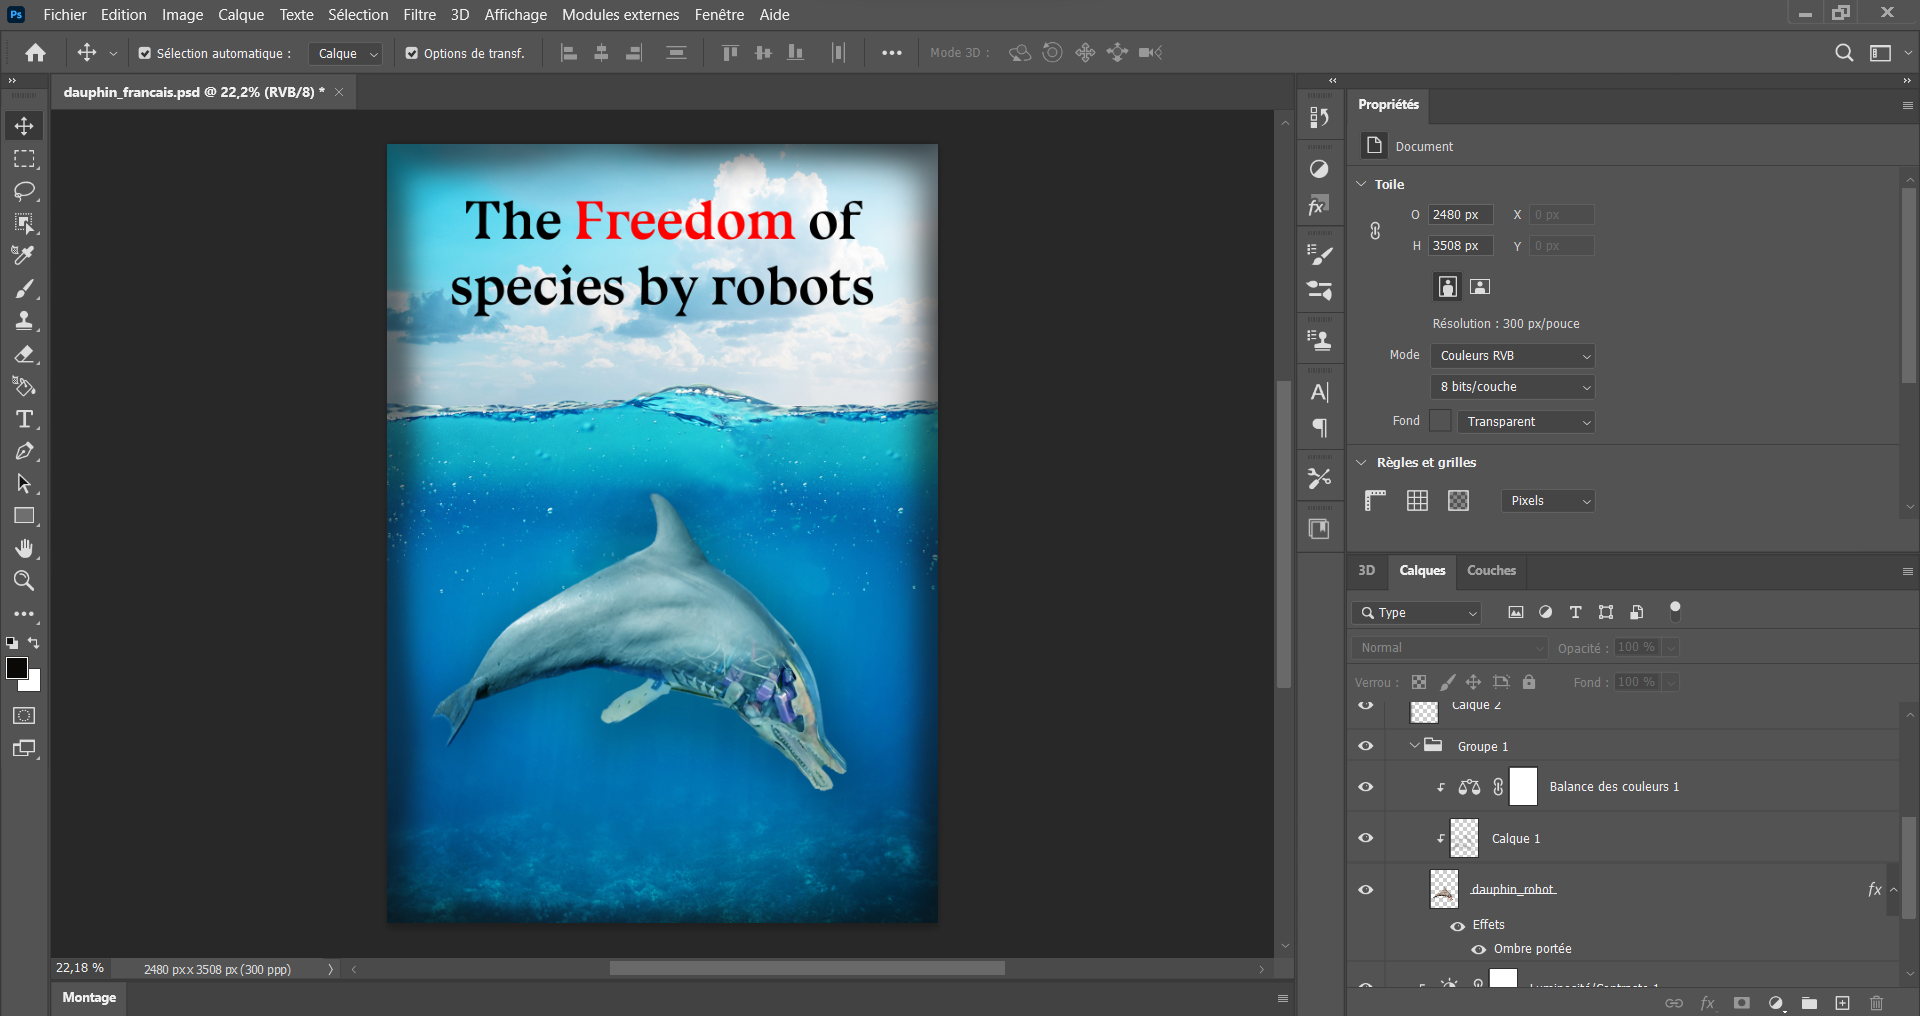 Ps
Fichier Edition Image Calque Texte Sélection Filtre 3D Affichage Modules externes Fenêtre Aide
Sélection automatique : Calque Options de transf. Mode 3D :
dauphin_francais.psd @ 22,2% (RVB/8) *
The Freedom of
species by robots
22,18 % 2480 px x 3508 px (300 ppp)
Montage
Propriétés
Document
Toile
O 2480 px X 0 px
H 3508 px Y 0 px
Résolution : 300 px/pouce
Mode Couleurs RVB
8 bits/couche
Fond Transparent
Règles et grilles
Pixels
3D Calques Couches
Type
Normal Opacité : 100 %
Verrou : Fond : 100 %
Calque 2
Groupe 1
Balance des couleurs 1
Calque 1
dauphin_robot fx
Effets
Ombre portée
Luminosité/Contraste 1